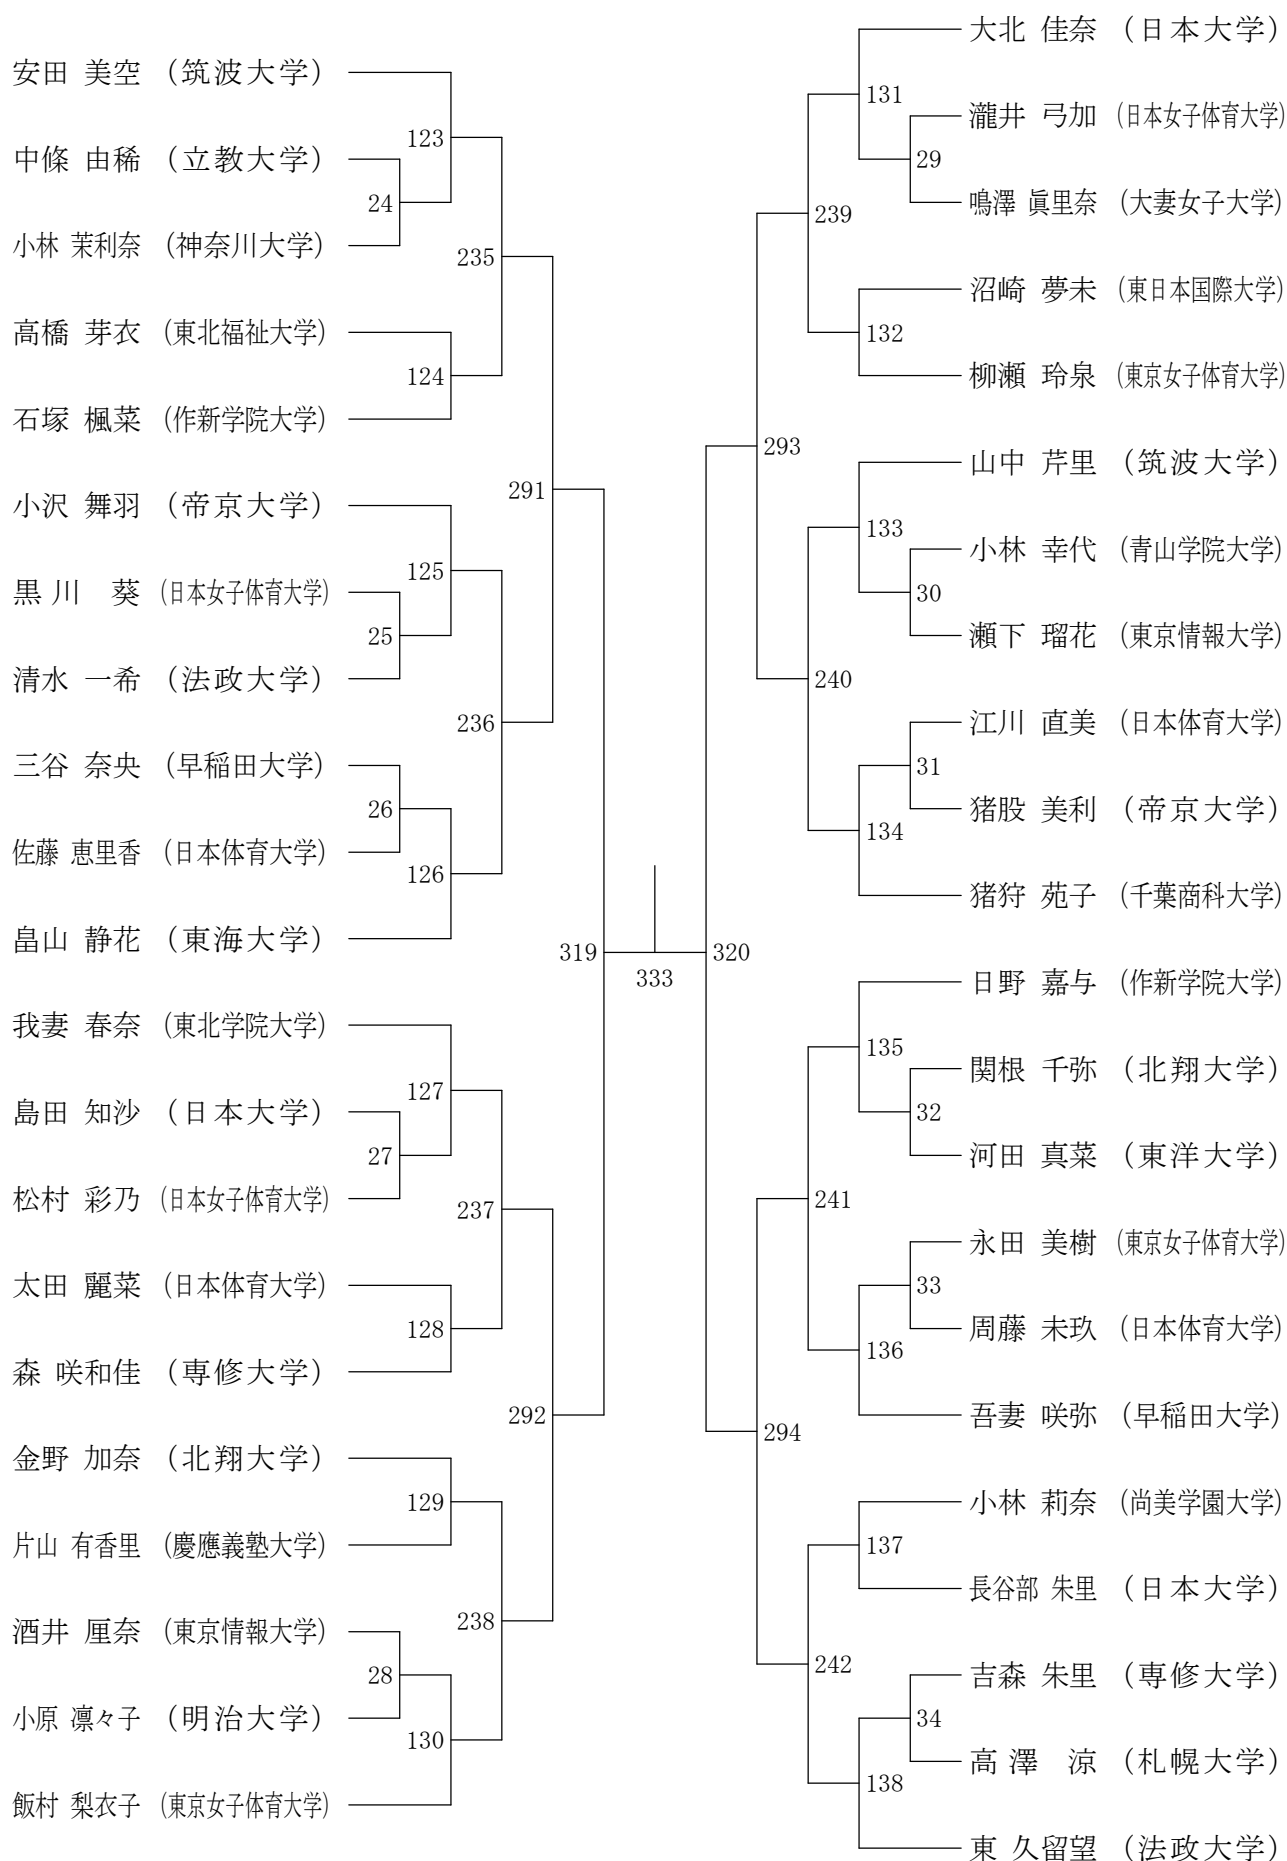 安田 美空 （筑波大学）
123
中條 由稀 （立教大学）
24
小林 茉利奈 （神奈川大学）
235
高橋 芽衣 （東北福祉大学）
124
石塚 楓菜 （作新学院大学）
291
小沢 舞羽 （帝京大学）
125
黒川 葵 （日本女子体育大学）
25
清水 一希 （法政大学）
236
三谷 奈央 （早稲田大学）
26
佐藤 恵里香 （日本体育大学）
126
畠山 静花 （東海大学）
319
我妻 春奈 （東北学院大学）
127
島田 知沙 （日本大学）
27
松村 彩乃 （日本女子体育大学）
237
太田 麗菜 （日本体育大学）
128
森 咲和佳 （専修大学）
292
金野 加奈 （北翔大学）
129
片山 有香里 （慶應義塾大学）
238
酒井 厘奈 （東京情報大学）
28
小原 凛々子 （明治大学）
130
飯村 梨衣子 （東京女子体育大学）
333
大北 佳奈 （日本大学）
131
瀧井 弓加 （日本女子体育大学）
29
鳴澤 眞里奈 （大妻女子大学）
239
沼崎 夢未 （東日本国際大学）
132
柳瀬 玲泉 （東京女子体育大学）
293
山中 芹里 （筑波大学）
133
小林 幸代 （青山学院大学）
30
瀬下 瑠花 （東京情報大学）
240
江川 直美 （日本体育大学）
31
猪股 美利 （帝京大学）
134
猪狩 苑子 （千葉商科大学）
320
日野 嘉与 （作新学院大学）
135
関根 千弥 （北翔大学）
32
河田 真菜 （東洋大学）
241
永田 美樹 （東京女子体育大学）
33
周藤 未玖 （日本体育大学）
136
吾妻 咲弥 （早稲田大学）
294
小林 莉奈 （尚美学園大学）
137
長谷部 朱里 （日本大学）
242
吉森 朱里 （専修大学）
34
高澤 涼 （札幌大学）
138
東 久留望 （法政大学）